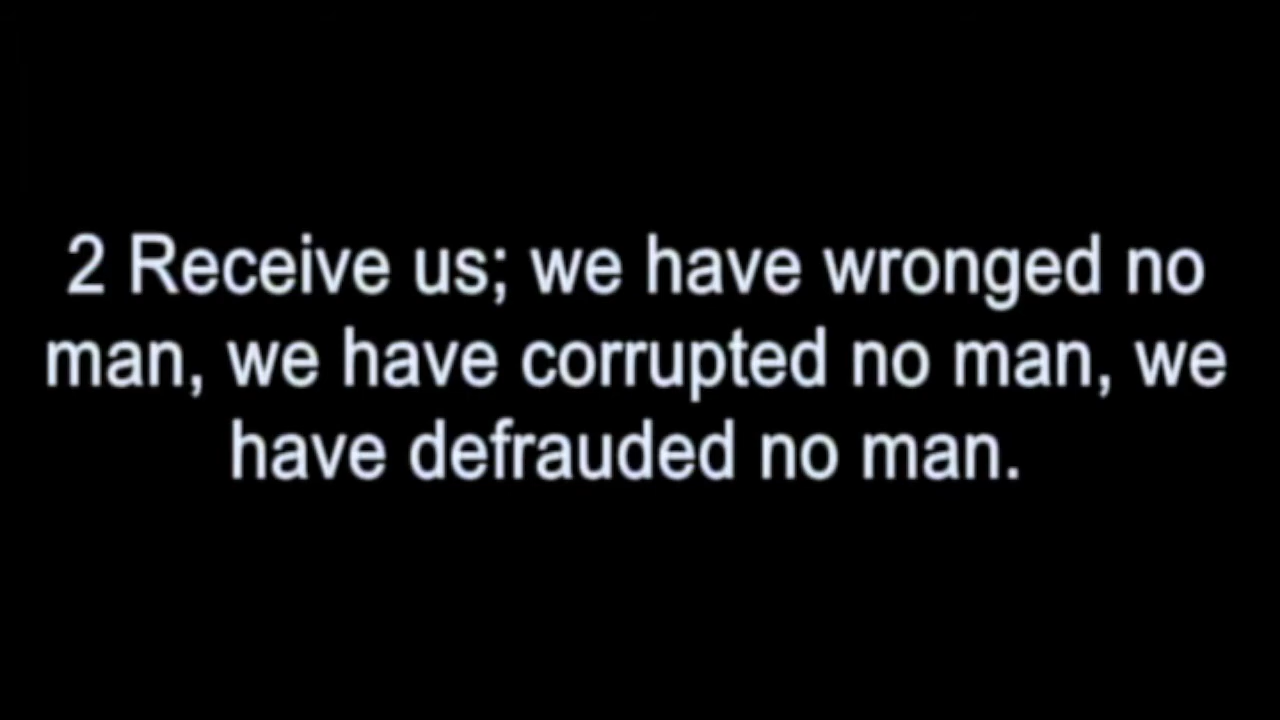 2 Receive us; we have wronged no
man, we have corrupted no man, we
have defrauded no man.